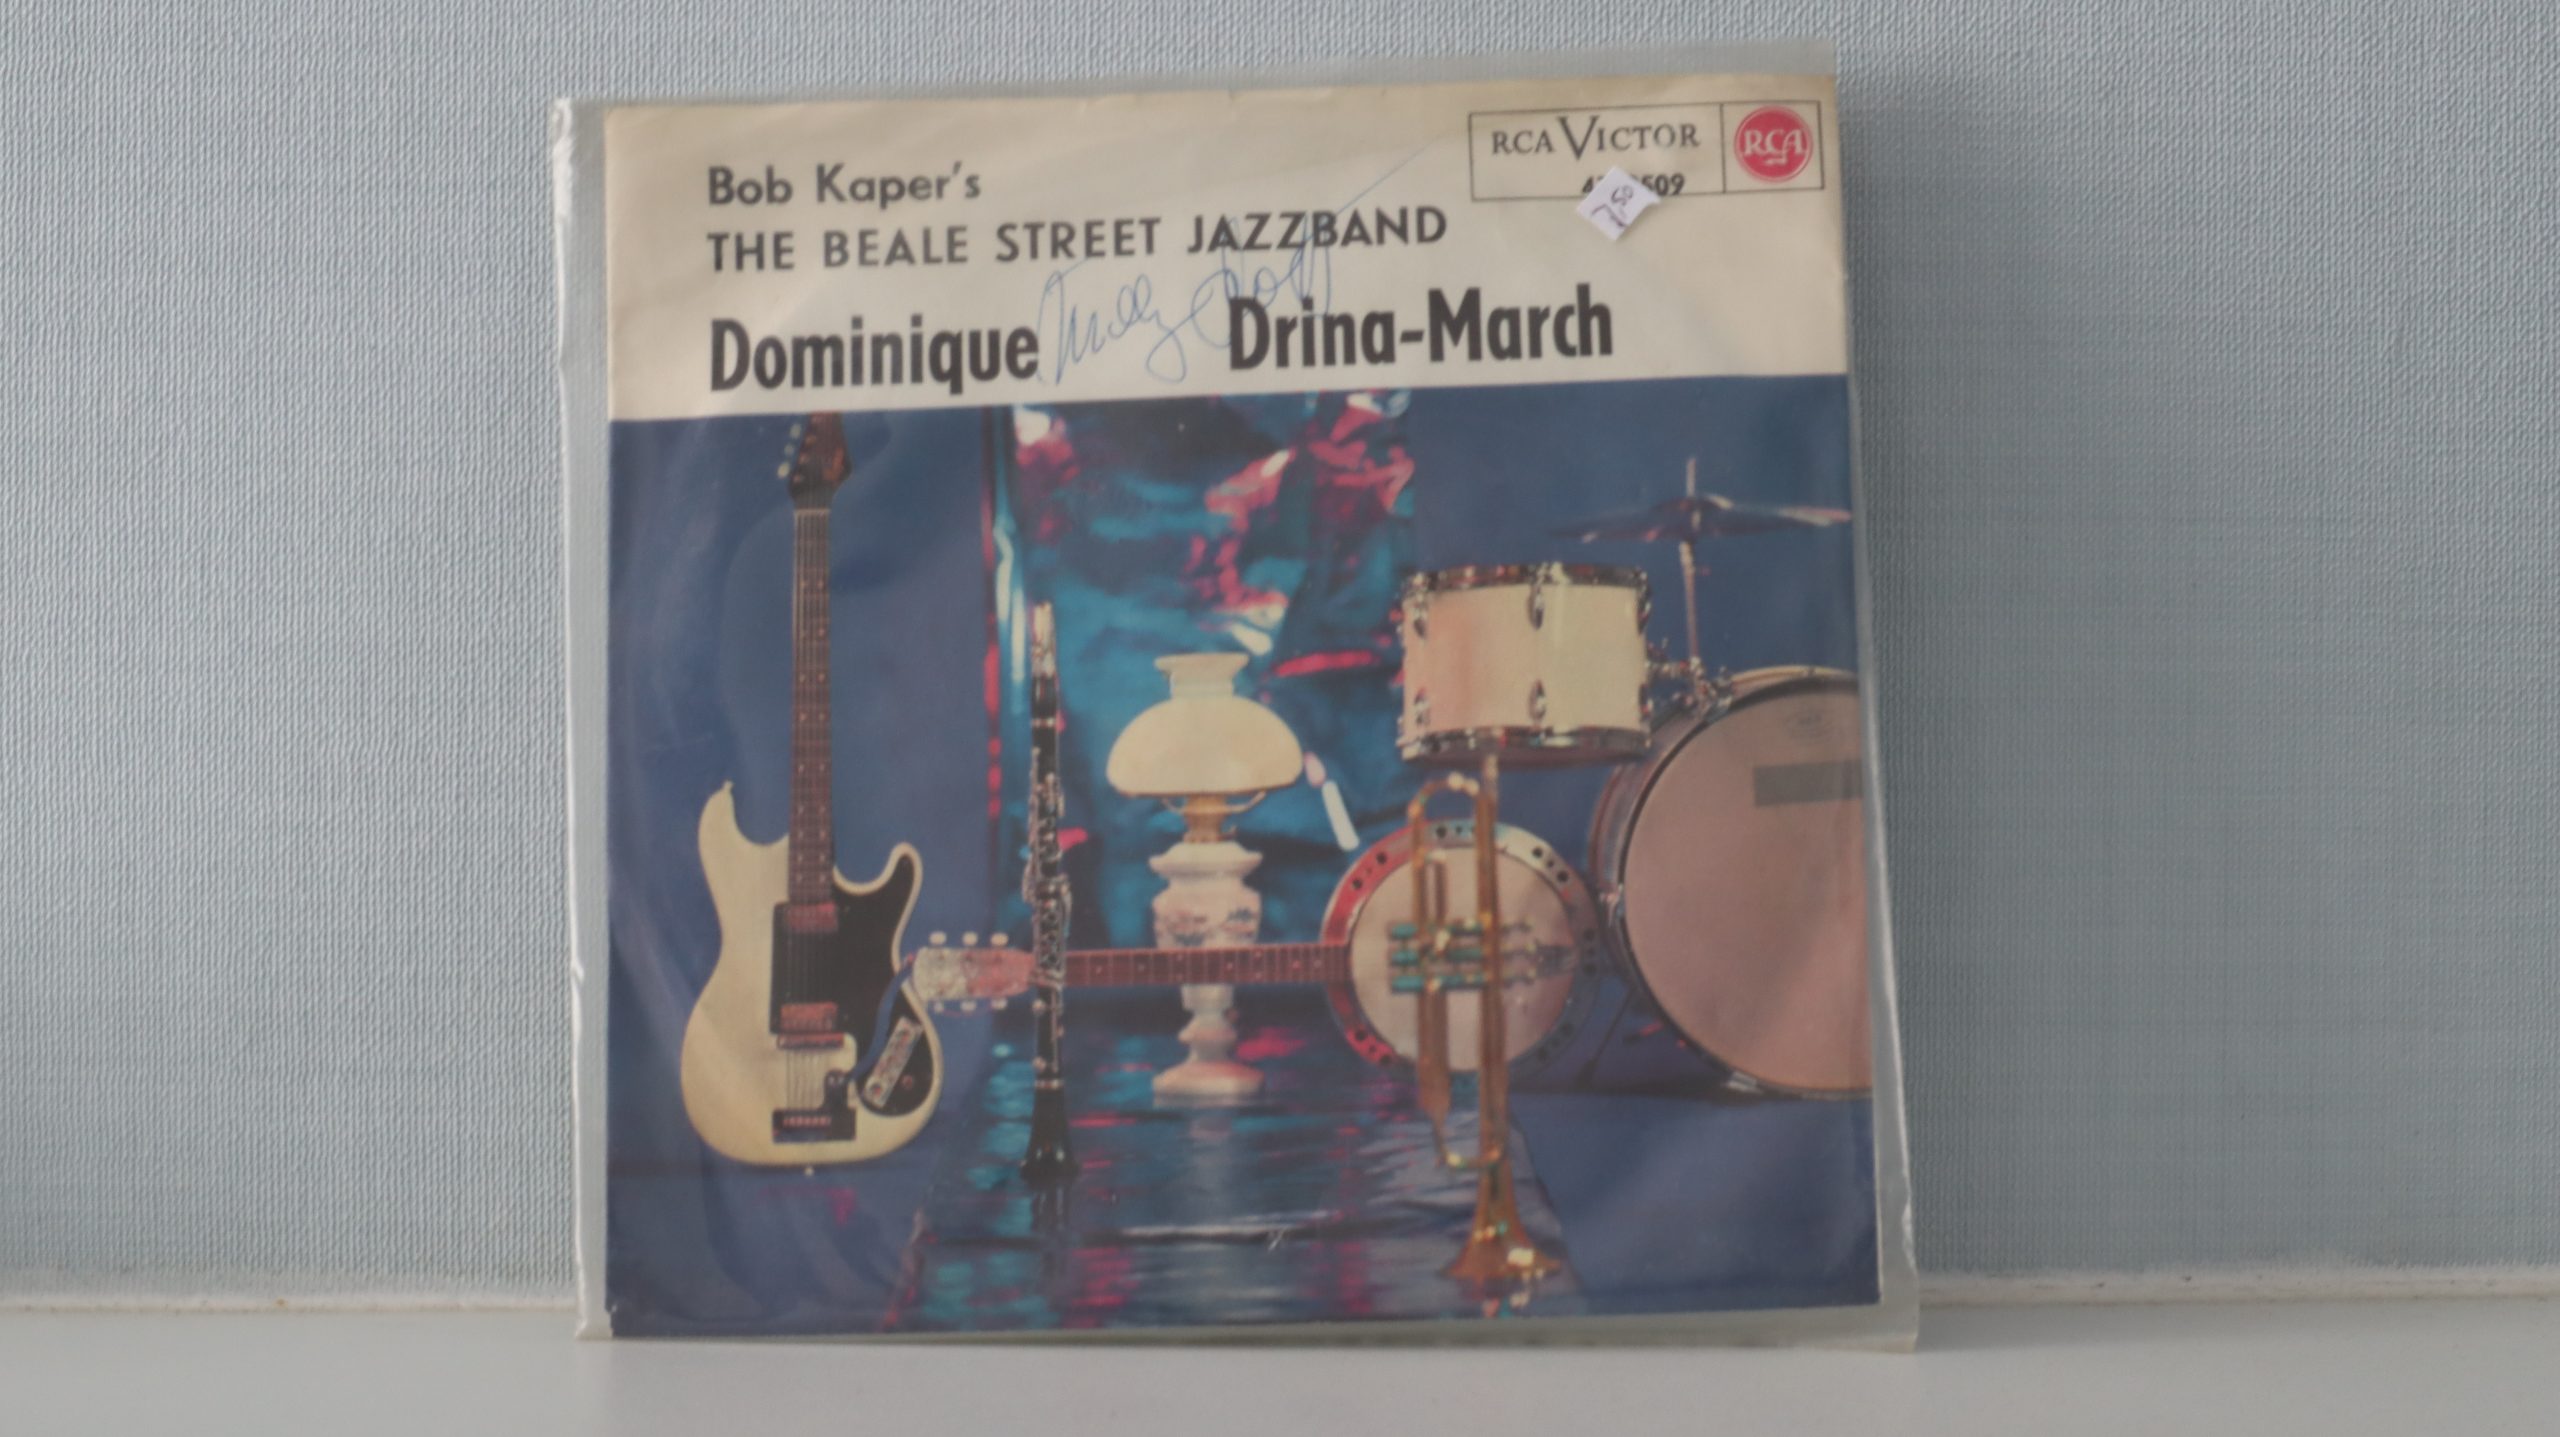 Bob Kaper's
RCA VICTOR
RCA
THE BEALE STREET JAZZBAND
Dominique Drina-March